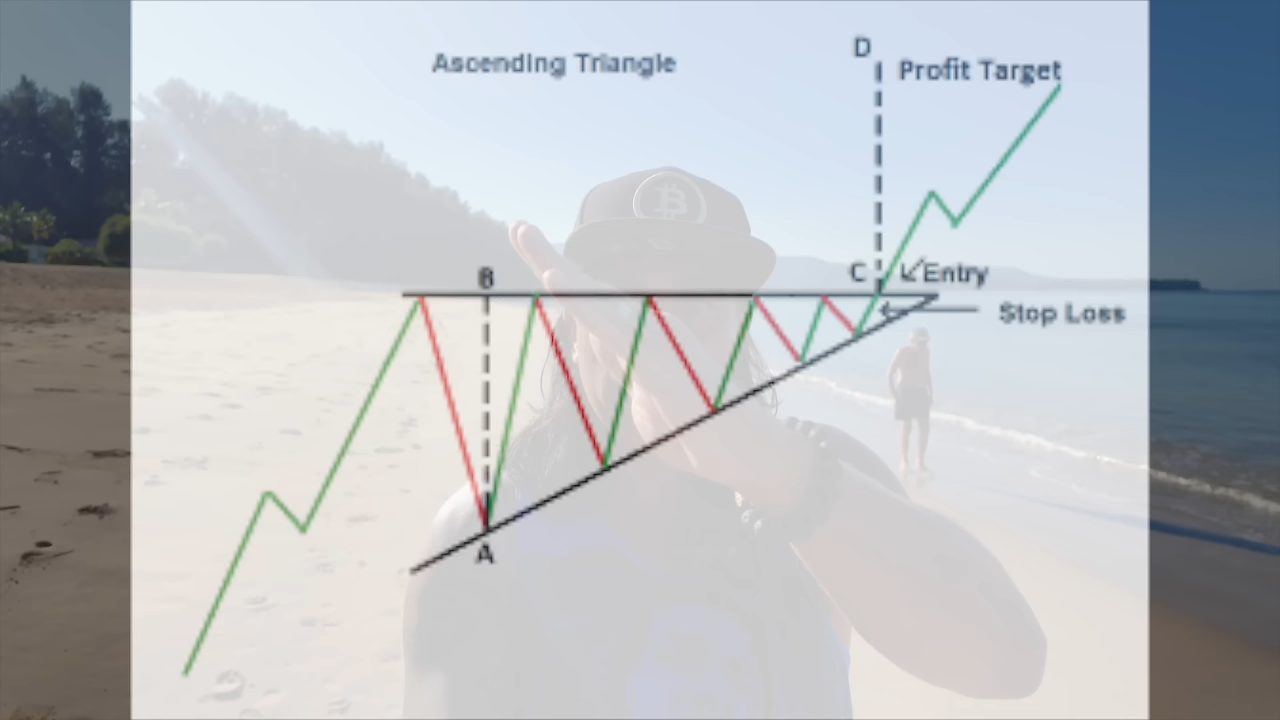 Ascending Triangle
D
Profit Target
B
C
Entry
Stop Loss
A